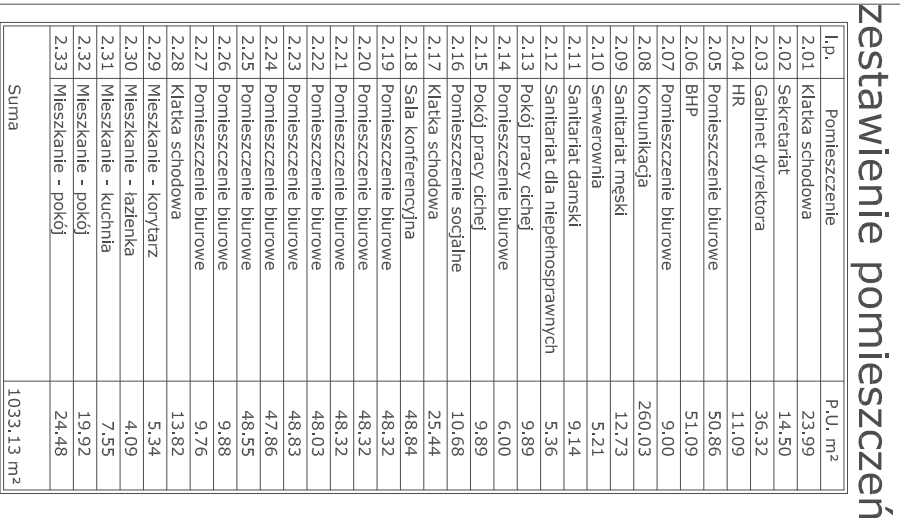 zestawienie pomieszczeń
l.p. Pomieszczenie P.U. m²
2.01 Klatka schodowa 23.99
2.02 Sekretariat 14.50
2.03 Gabinet dyrektora 36.32
2.04 HR 11.09
2.05 Pomieszczenie biurowe 50.86
2.06 BHP 51.09
2.07 Pomieszczenie biurowe 9.00
2.08 Komunikacja 260.03
2.09 Sanitariat męski 12.73
2.10 Serwerownia 5.21
2.11 Sanitariat damski 9.14
2.12 Sanitariat dla niepełnosprawnych 5.36
2.13 Pokój pracy cichej 9.89
2.14 Pomieszczenie biurowe 6.00
2.15 Pokój pracy cichej 9.89
2.16 Pomieszczenie socjalne 10.68
2.17 Klatka schodowa 25.44
2.18 Sala konferencyjna 48.84
2.19 Pomieszczenie biurowe 48.32
2.20 Pomieszczenie biurowe 48.32
2.21 Pomieszczenie biurowe 48.32
2.22 Pomieszczenie biurowe 48.03
2.23 Pomieszczenie biurowe 48.83
2.24 Pomieszczenie biurowe 47.86
2.25 Pomieszczenie biurowe 48.55
2.26 Pomieszczenie biurowe 9.88
2.27 Pomieszczenie biurowe 9.76
2.28 Klatka schodowa 13.82
2.29 Mieszkanie - korytarz 5.34
2.30 Mieszkanie - łazienka 4.09
2.31 Mieszkanie - kuchnia 7.55
2.32 Mieszkanie - pokój 19.92
2.33 Mieszkanie - pokój 24.48
Suma 1033.13 m²